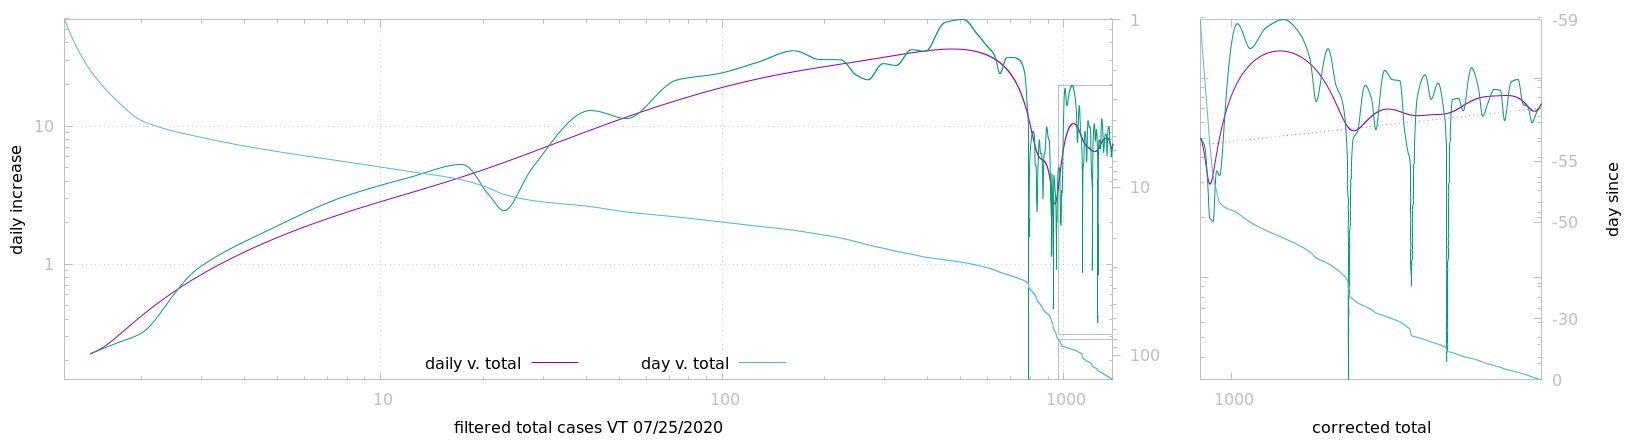 daily increase
10
1
daily v. total
day v. total
10
100
1000
filtered total cases VT 07/25/2020
1
10
100
1000
corrected total
-59
-55
-50
-30
0
day since